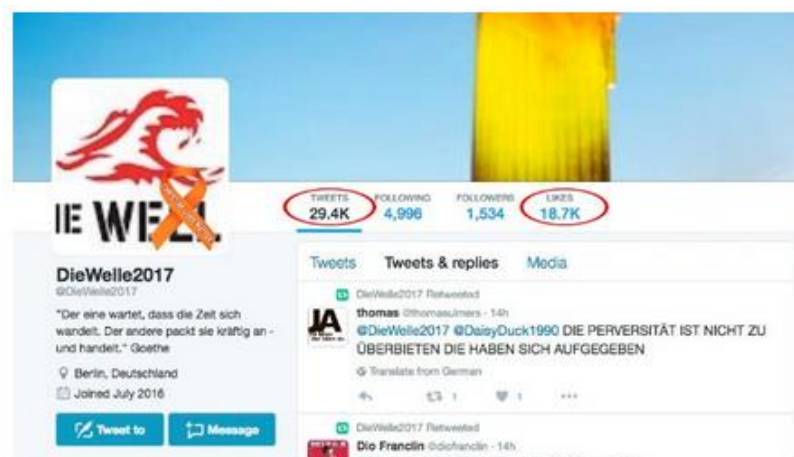 IE WELL
TWEETS FOLLOWING FOLLOWERS LIKES
29.4K 4,996 1,534 18.7K
Tweets Tweets & replies Media
DieWelle2017
@DieWelle2017
"Der eine wartet, dass die Zeit sich
wandelt. Der andere packt sie kräftig an -
und handelt." Goethe
Berlin, Deutschland
Joined July 2016
Tweet to Message
DieWelle2017 Retweeted
JA
thomas @thomasulmers · 14h
@DieWelle2017 @DaisyDuck1990 DIE PERVERSITÄT IST NICHT ZU
ÜBERBIETEN DIE HABEN SICH AUFGEGEBEN
Translate from German
1 1
DieWelle2017 Retweeted
Dio Franclin @diofranclin · 14h